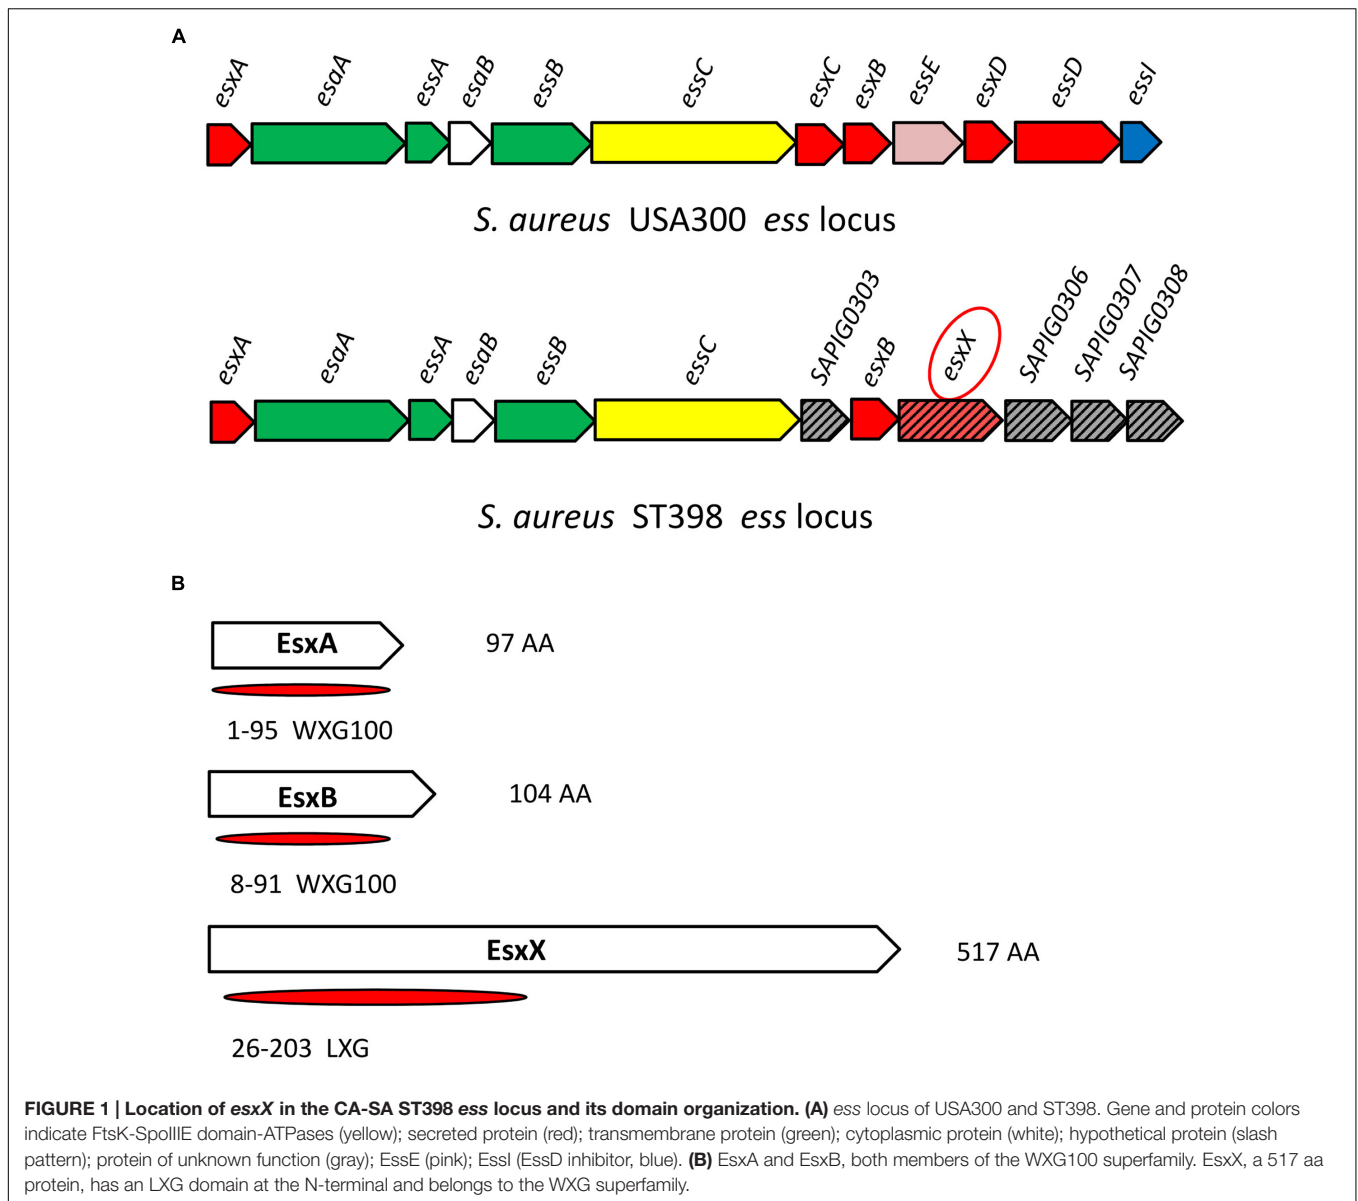 A
esxA esaA essA esaB essB essC esxC esxB essE esxD essD essI
S. aureus USA300 ess locus
esxA esaA essA esaB essB essC SAPIG0303 esxB esxX SAPIG0306 SAPIG0307 SAPIG0308
S. aureus ST398 ess locus
B
EsxA 97 AA
1-95 WXG100
EsxB 104 AA
8-91 WXG100
EsxX 517 AA
26-203 LXG
FIGURE 1 | Location of esxX in the CA-SA ST398 ess locus and its domain organization. (A) ess locus of USA300 and ST398. Gene and protein colors
indicate FtsK-SpoIIIE domain-ATPases (yellow); secreted protein (red); transmembrane protein (green); cytoplasmic protein (white); hypothetical protein (slash
pattern); protein of unknown function (gray); EssE (pink); EssI (EssD inhibitor, blue). (B) EsxA and EsxB, both members of the WXG100 superfamily. EsxX, a 517 aa
protein, has an LXG domain at the N-terminal and belongs to the WXG superfamily.